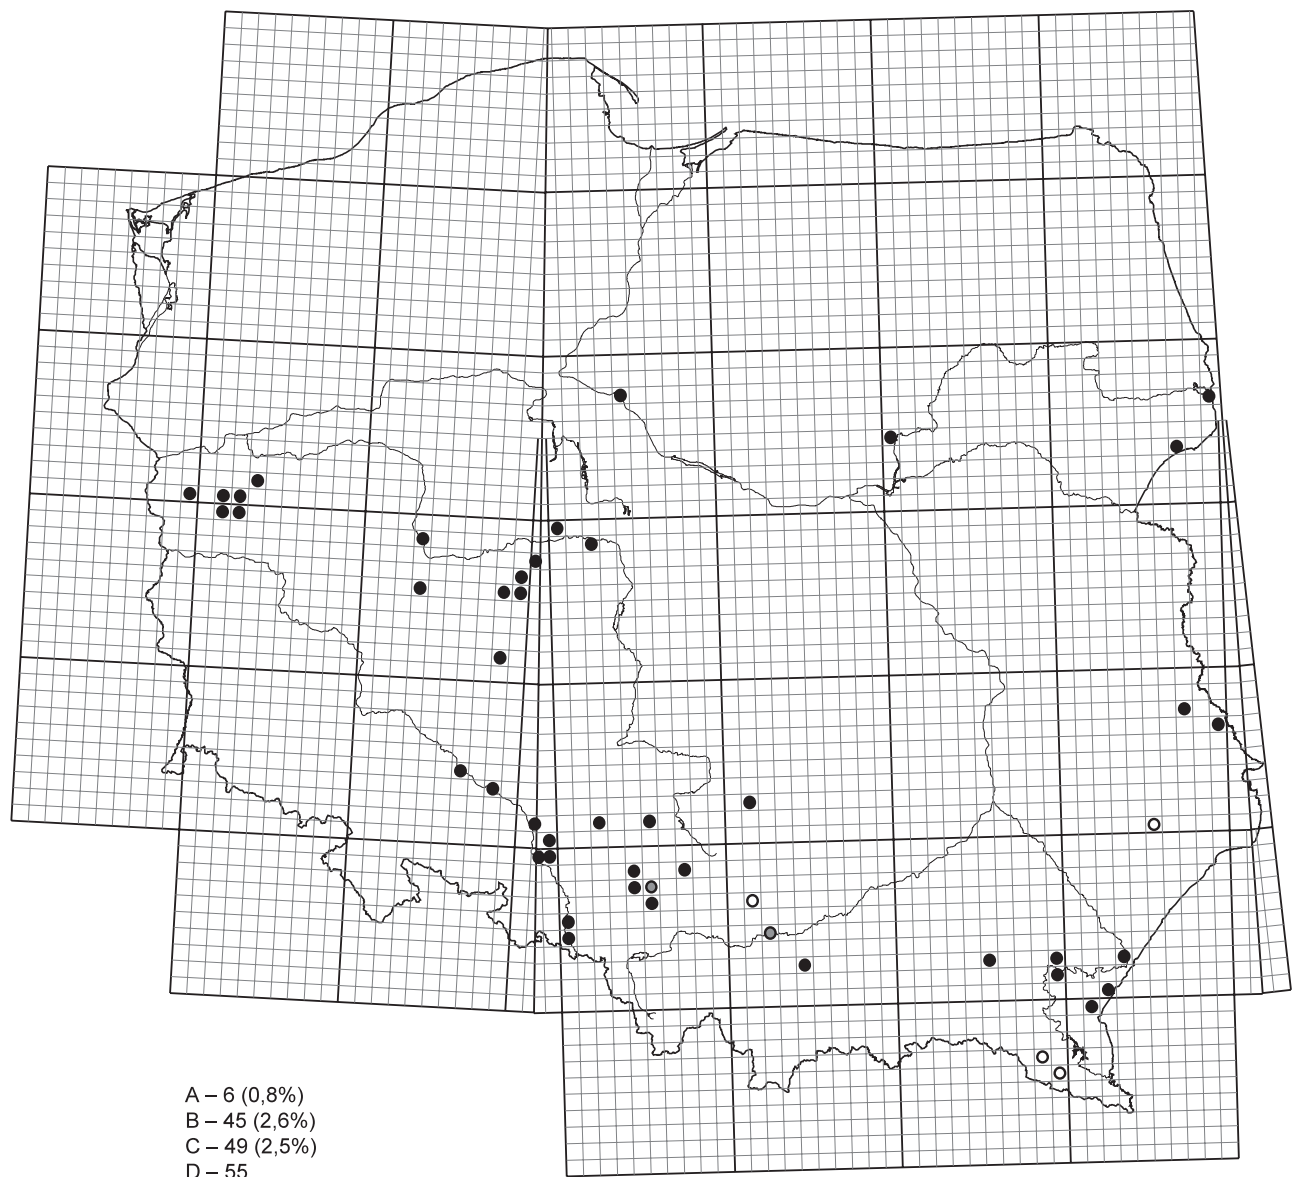 A – 6 (0,8%)
B – 45 (2,6%)
C – 49 (2,5%)
D – 55